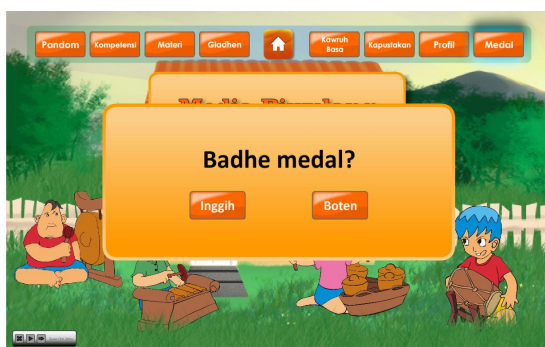 Pandom
Kompetensi
Materi
Gladhen
Kawruh
Basa
Kapustakan
Profil
Medal
Badhe medal?
Inggih
Boten